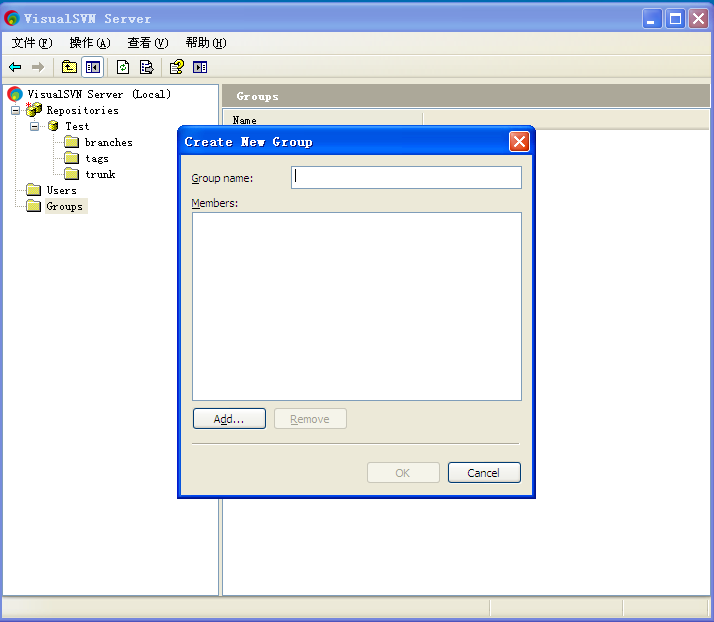 VisualSVN Server
文件(F) 操作(A) 查看(V) 帮助(H)
VisualSVN Server (Local)
Repositories
Test
branches
tags
trunk
Users
Groups
Groups
Name
Create New Group
Group name:
Members:
Add...
Remove
OK
Cancel